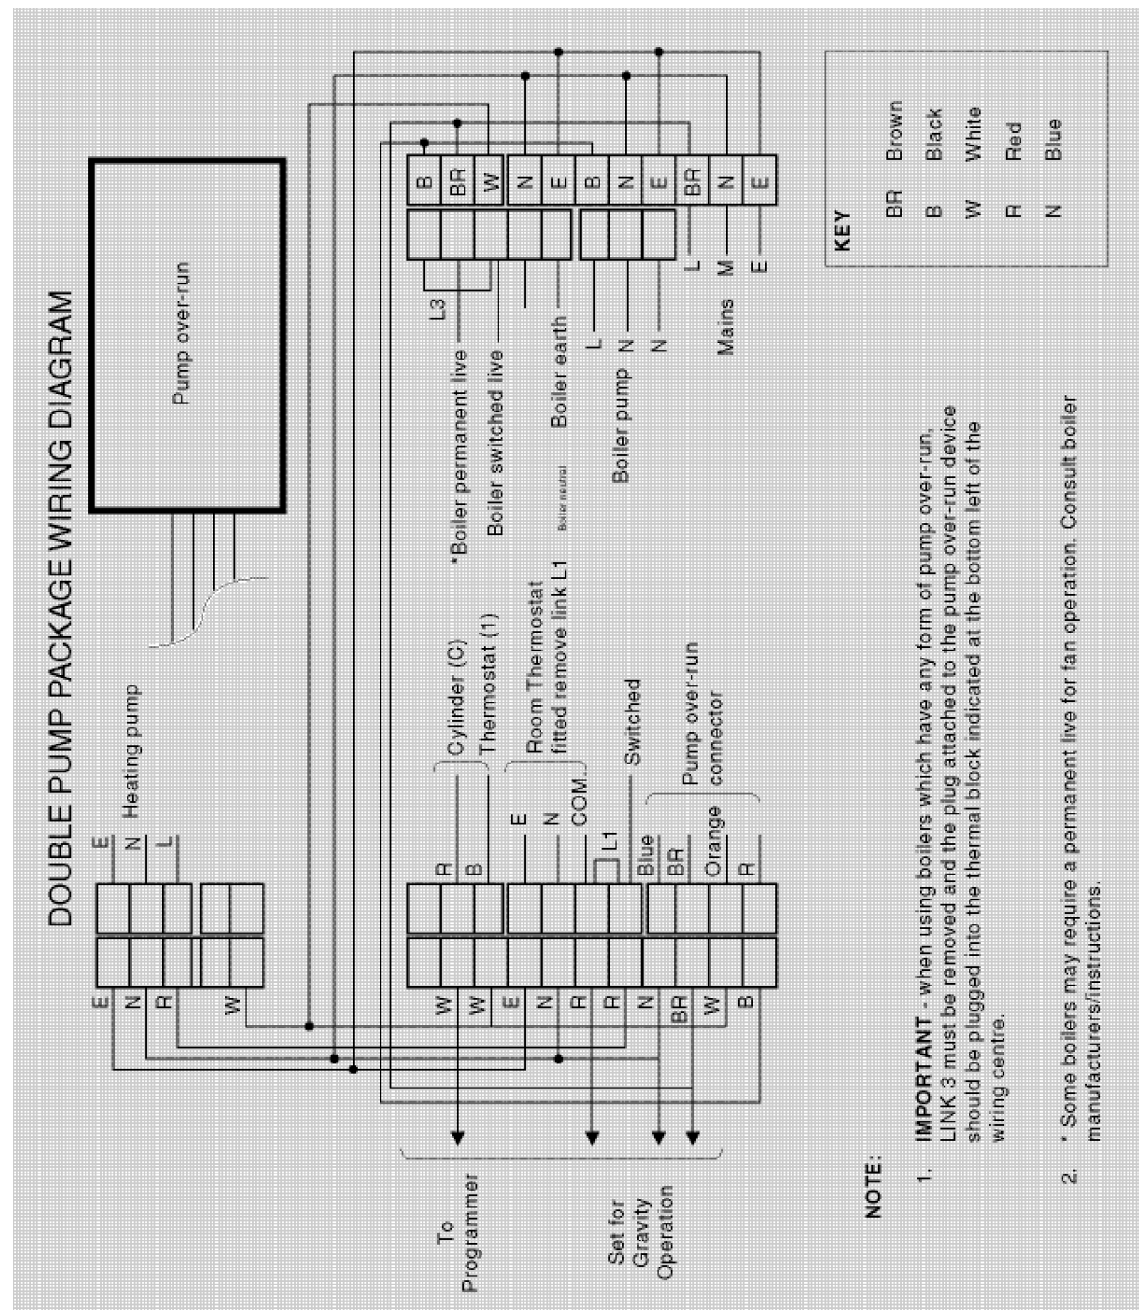 DOUBLE PUMP PACKAGE WIRING DIAGRAM
E
N
R
W
E
N
L
Heating pump
Pump over-run
To
Programmer
Set for
Gravity
Operation
W
W
E
N
R
R
N
BR
W
B
R
B
E
N
COM.
L1
Blue
BR
Orange
R
Cylinder (C)
Thermostat (1)
Room Thermostat
fitted remove link L1
Switched
Pump over-run
connector
L3
*Boiler permanent live
Boiler switched live
Boiler neutral
Boiler earth
Boiler pump
L
N
N
Mains
L
M
E
B
BR
W
N
E
B
N
E
BR
N
E
KEY
BR Brown
B Black
W White
R Red
N Blue
NOTE:
1. IMPORTANT - when using boilers which have any form of pump over-run,
LINK 3 must be removed and the plug attached to the pump over-run device
should be plugged into the thermal block indicated at the bottom left of the
wiring centre.
2. * Some boilers may require a permanent live for fan operation. Consult boiler
manufacturers/instructions.